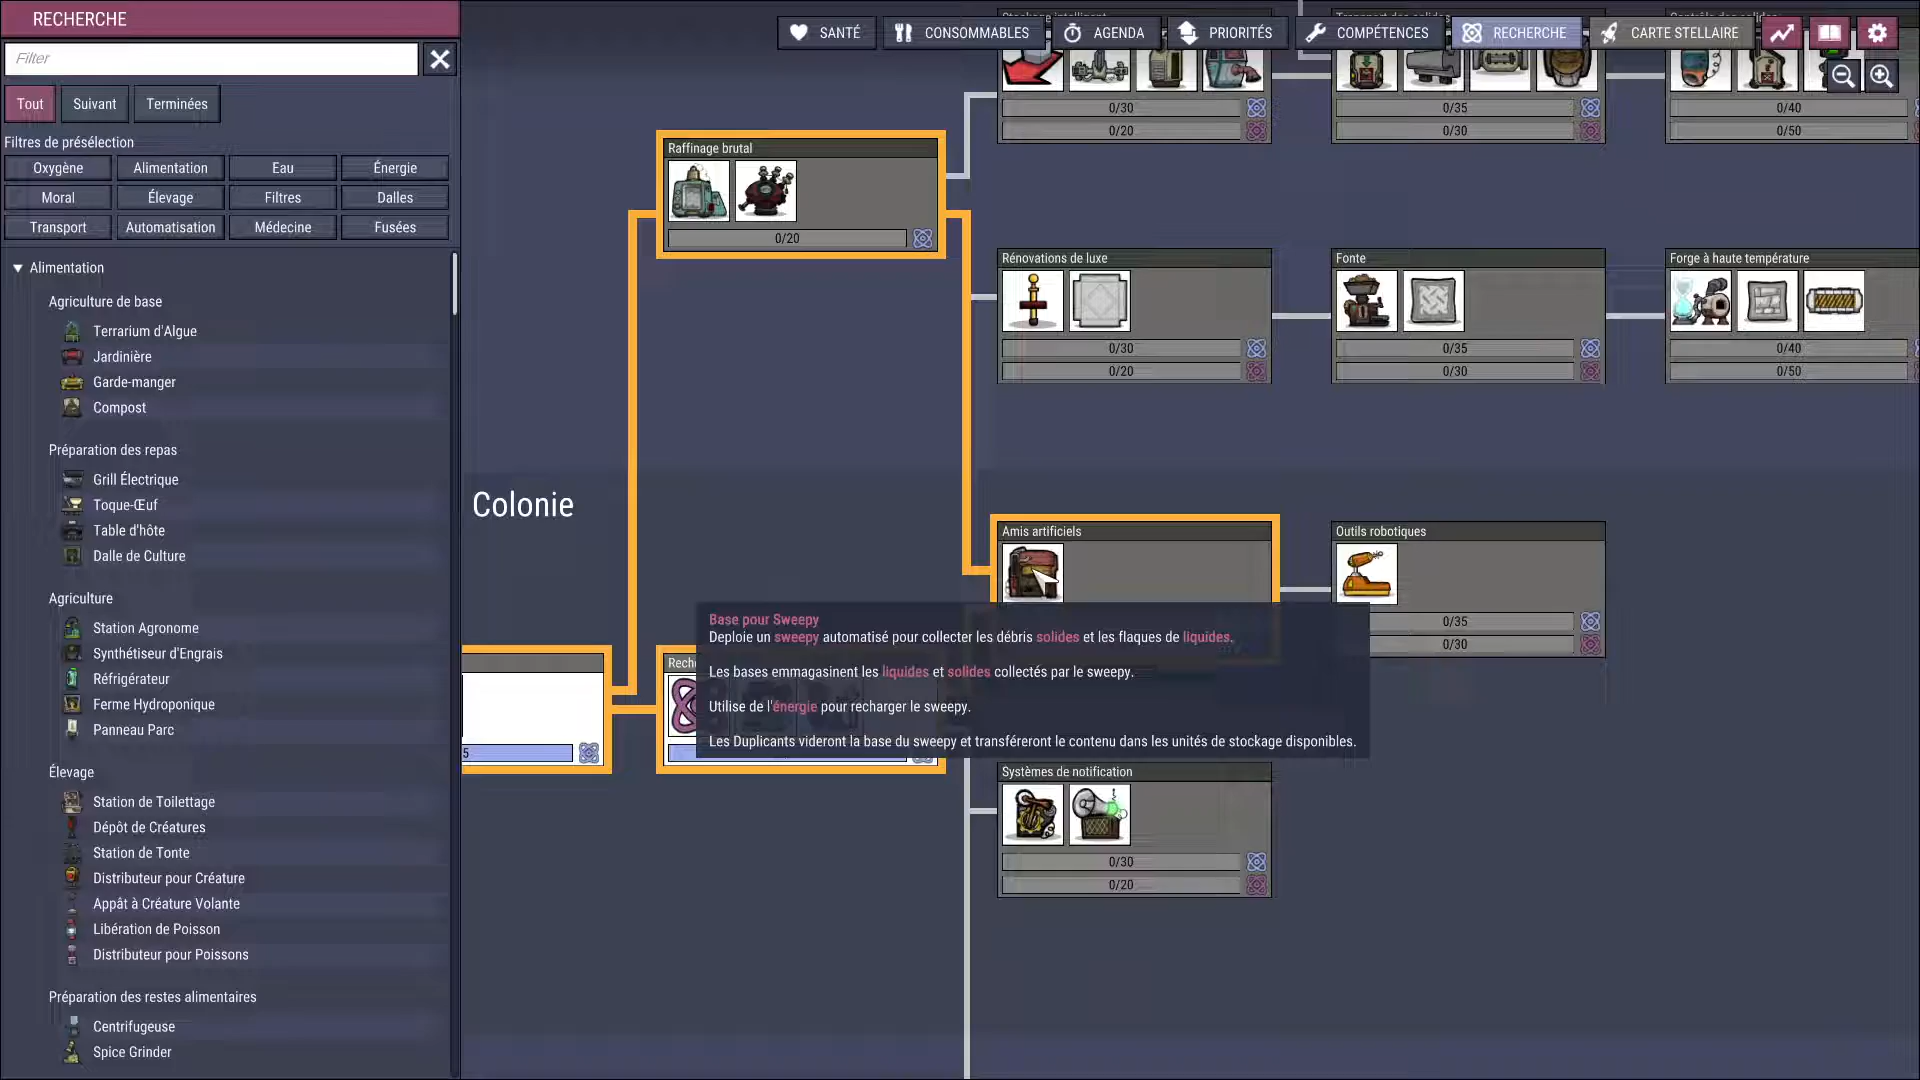 RECHERCHE
SANTÉ
CONSOMMABLES
AGENDA
PRIORITÉS
COMPÉTENCES
RECHERCHE
CARTE STELLAIRE
Filter
Tout
Suivant
Terminées
Filtres de présélection
Oxygène
Alimentation
Eau
Énergie
Moral
Élevage
Filtres
Dalles
Transport
Automatisation
Médecine
Fusées
Alimentation
Agriculture de base
Terrarium d'Algue
Jardinière
Garde-manger
Compost
Préparation des repas
Grill Électrique
Toque-Œuf
Table d'hôte
Dalle de Culture
Agriculture
Station Agronome
Synthétiseur d'Engrais
Réfrigérateur
Ferme Hydroponique
Panneau Parc
Élevage
Station de Toilettage
Dépôt de Créatures
Station de Tonte
Distributeur pour Créature
Appât à Créature Volante
Libération de Poisson
Distributeur pour Poissons
Préparation des restes alimentaires
Centrifugeuse
Spice Grinder
Colonie
Stockage intelligent
0/30
0/20
Transport des solides
0/35
0/30
Contrôle des solides
0/40
0/50
Raffinage brutal
0/20
Rénovations de luxe
0/30
0/20
Fonte
0/35
0/30
Forge à haute température
0/40
0/50
Amis artificiels
Outils robotiques
0/35
0/30
5
Rech
Base pour Sweepy
Deploie un sweepy automatisé pour collecter les débris solides et les flaques de liquides.
Les bases emmagasinent les liquides et solides collectés par le sweepy.
Utilise de l'énergie pour recharger le sweepy.
Les Duplicants videront la base du sweepy et transféreront le contenu dans les unités de stockage disponibles.
Systèmes de notification
0/30
0/20